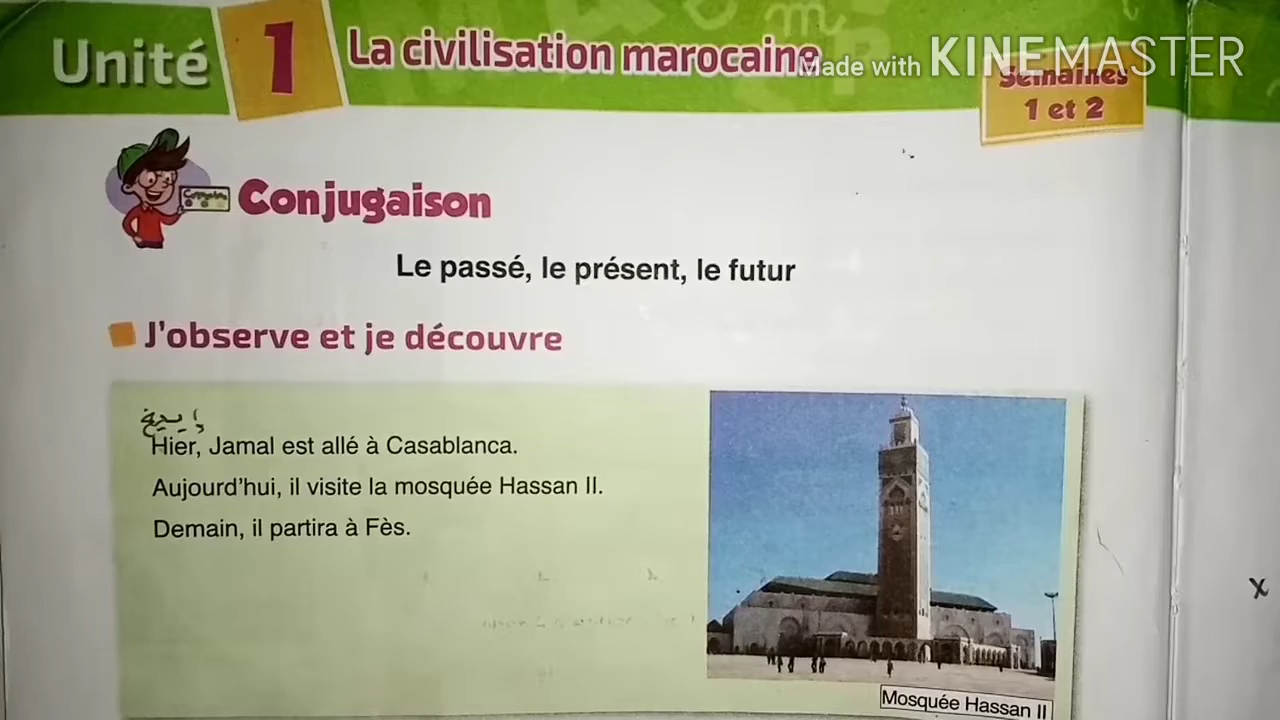 Unité 1 La civilisation marocaine
Made with KINEMASTER
Semaines
1 et 2
Conjugaison
Le passé, le présent, le futur
J'observe et je découvre
Hier, Jamal est allé à Casablanca.
Aujourd'hui, il visite la mosquée Hassan II.
Demain, il partira à Fès.
Mosquée Hassan II